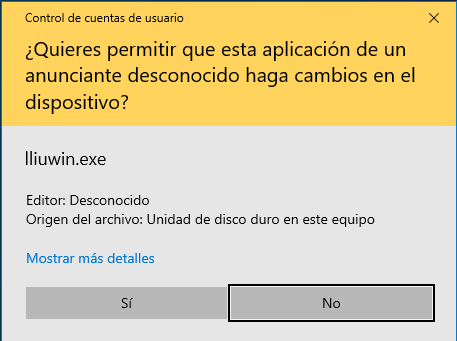 Control de cuentas de usuario
¿Quieres permitir que esta aplicación de un
anunciante desconocido haga cambios en el
dispositivo?
lliuwin.exe
Editor: Desconocido
Origen del archivo: Unidad de disco duro en este equipo
Mostrar más detalles
Sí
No